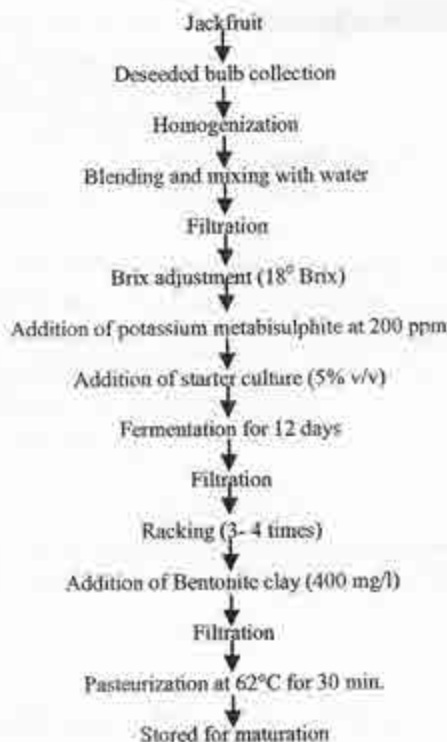 Jackfruit
Deseeded bulb collection
Homogenization
Blending and mixing with water
Filtration
Brix adjustment (18° Brix)
Addition of potassium metabisulphite at 200 ppm
Addition of starter culture (5% v/v)
Fermentation for 12 days
Filtration
Racking (3- 4 times)
Addition of Bentonite clay (400 mg/l)
Filtration
Pasteurization at 62°C for 30 min.
Stored for maturation